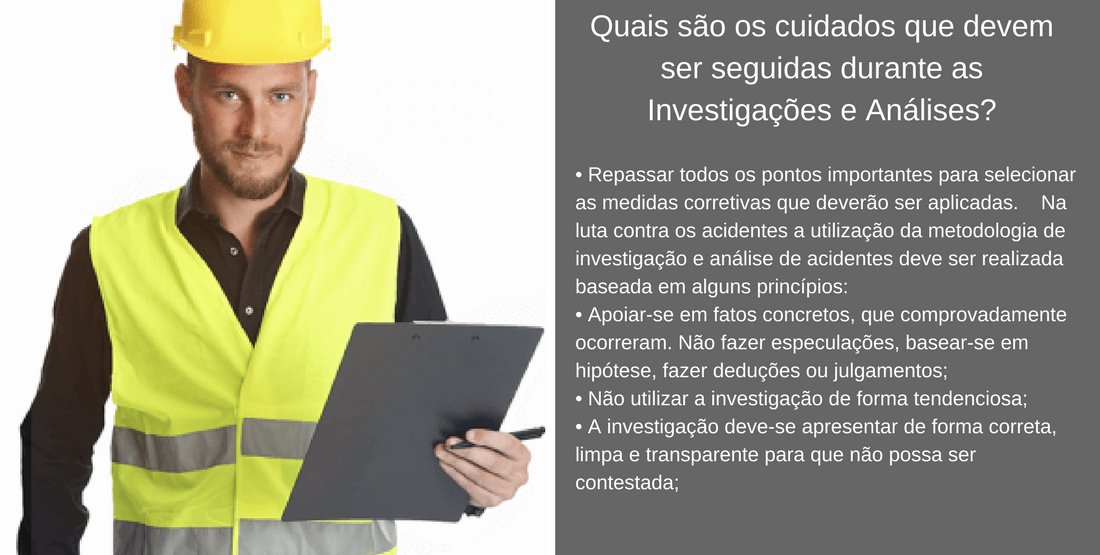 Quais são os cuidados que devem
ser seguidas durante as
Investigações e Análises?
• Repassar todos os pontos importantes para selecionar
as medidas corretivas que deverão ser aplicadas. Na
luta contra os acidentes a utilização da metodologia de
investigação e análise de acidentes deve ser realizada
baseada em alguns princípios:
• Apoiar-se em fatos concretos, que comprovadamente
ocorreram. Não fazer especulações, basear-se em
hipótese, fazer deduções ou julgamentos;
• Não utilizar a investigação de forma tendenciosa;
• A investigação deve-se apresentar de forma correta,
limpa e transparente para que não possa ser
contestada;